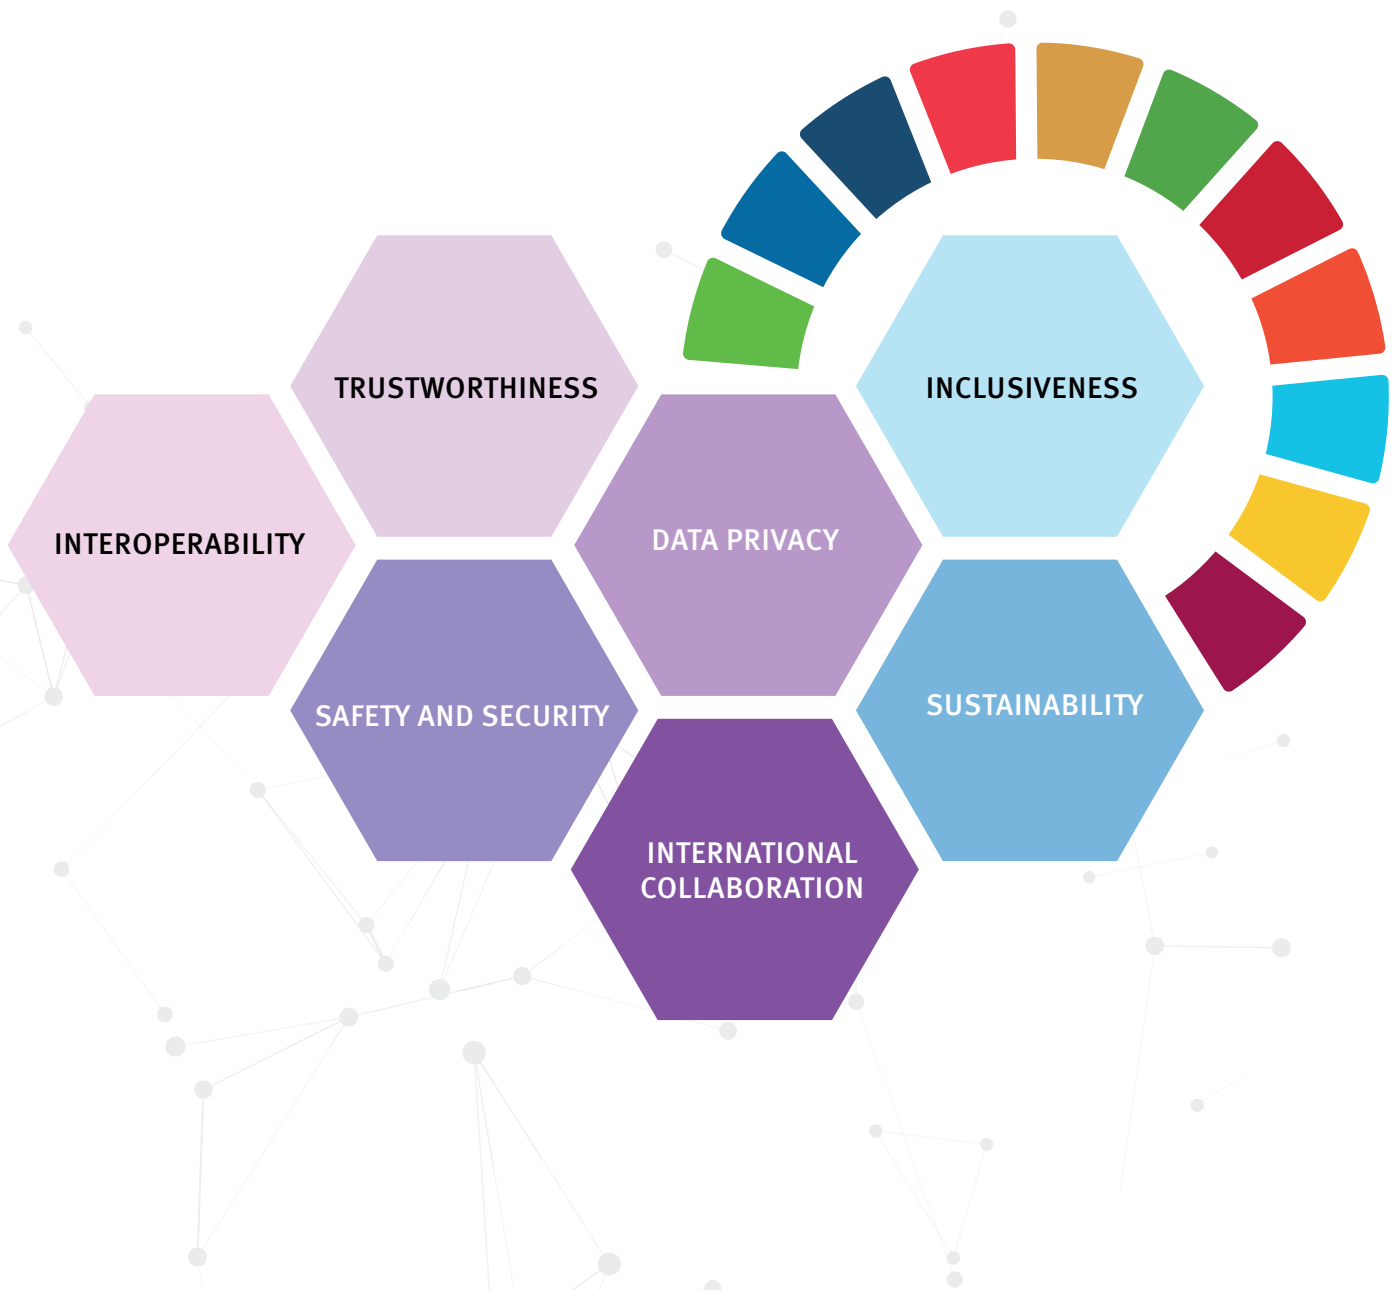 TRUSTWORTHINESS
INCLUSIVENESS
INTEROPERABILITY
DATA PRIVACY
SAFETY AND SECURITY
SUSTAINABILITY
INTERNATIONAL
COLLABORATION